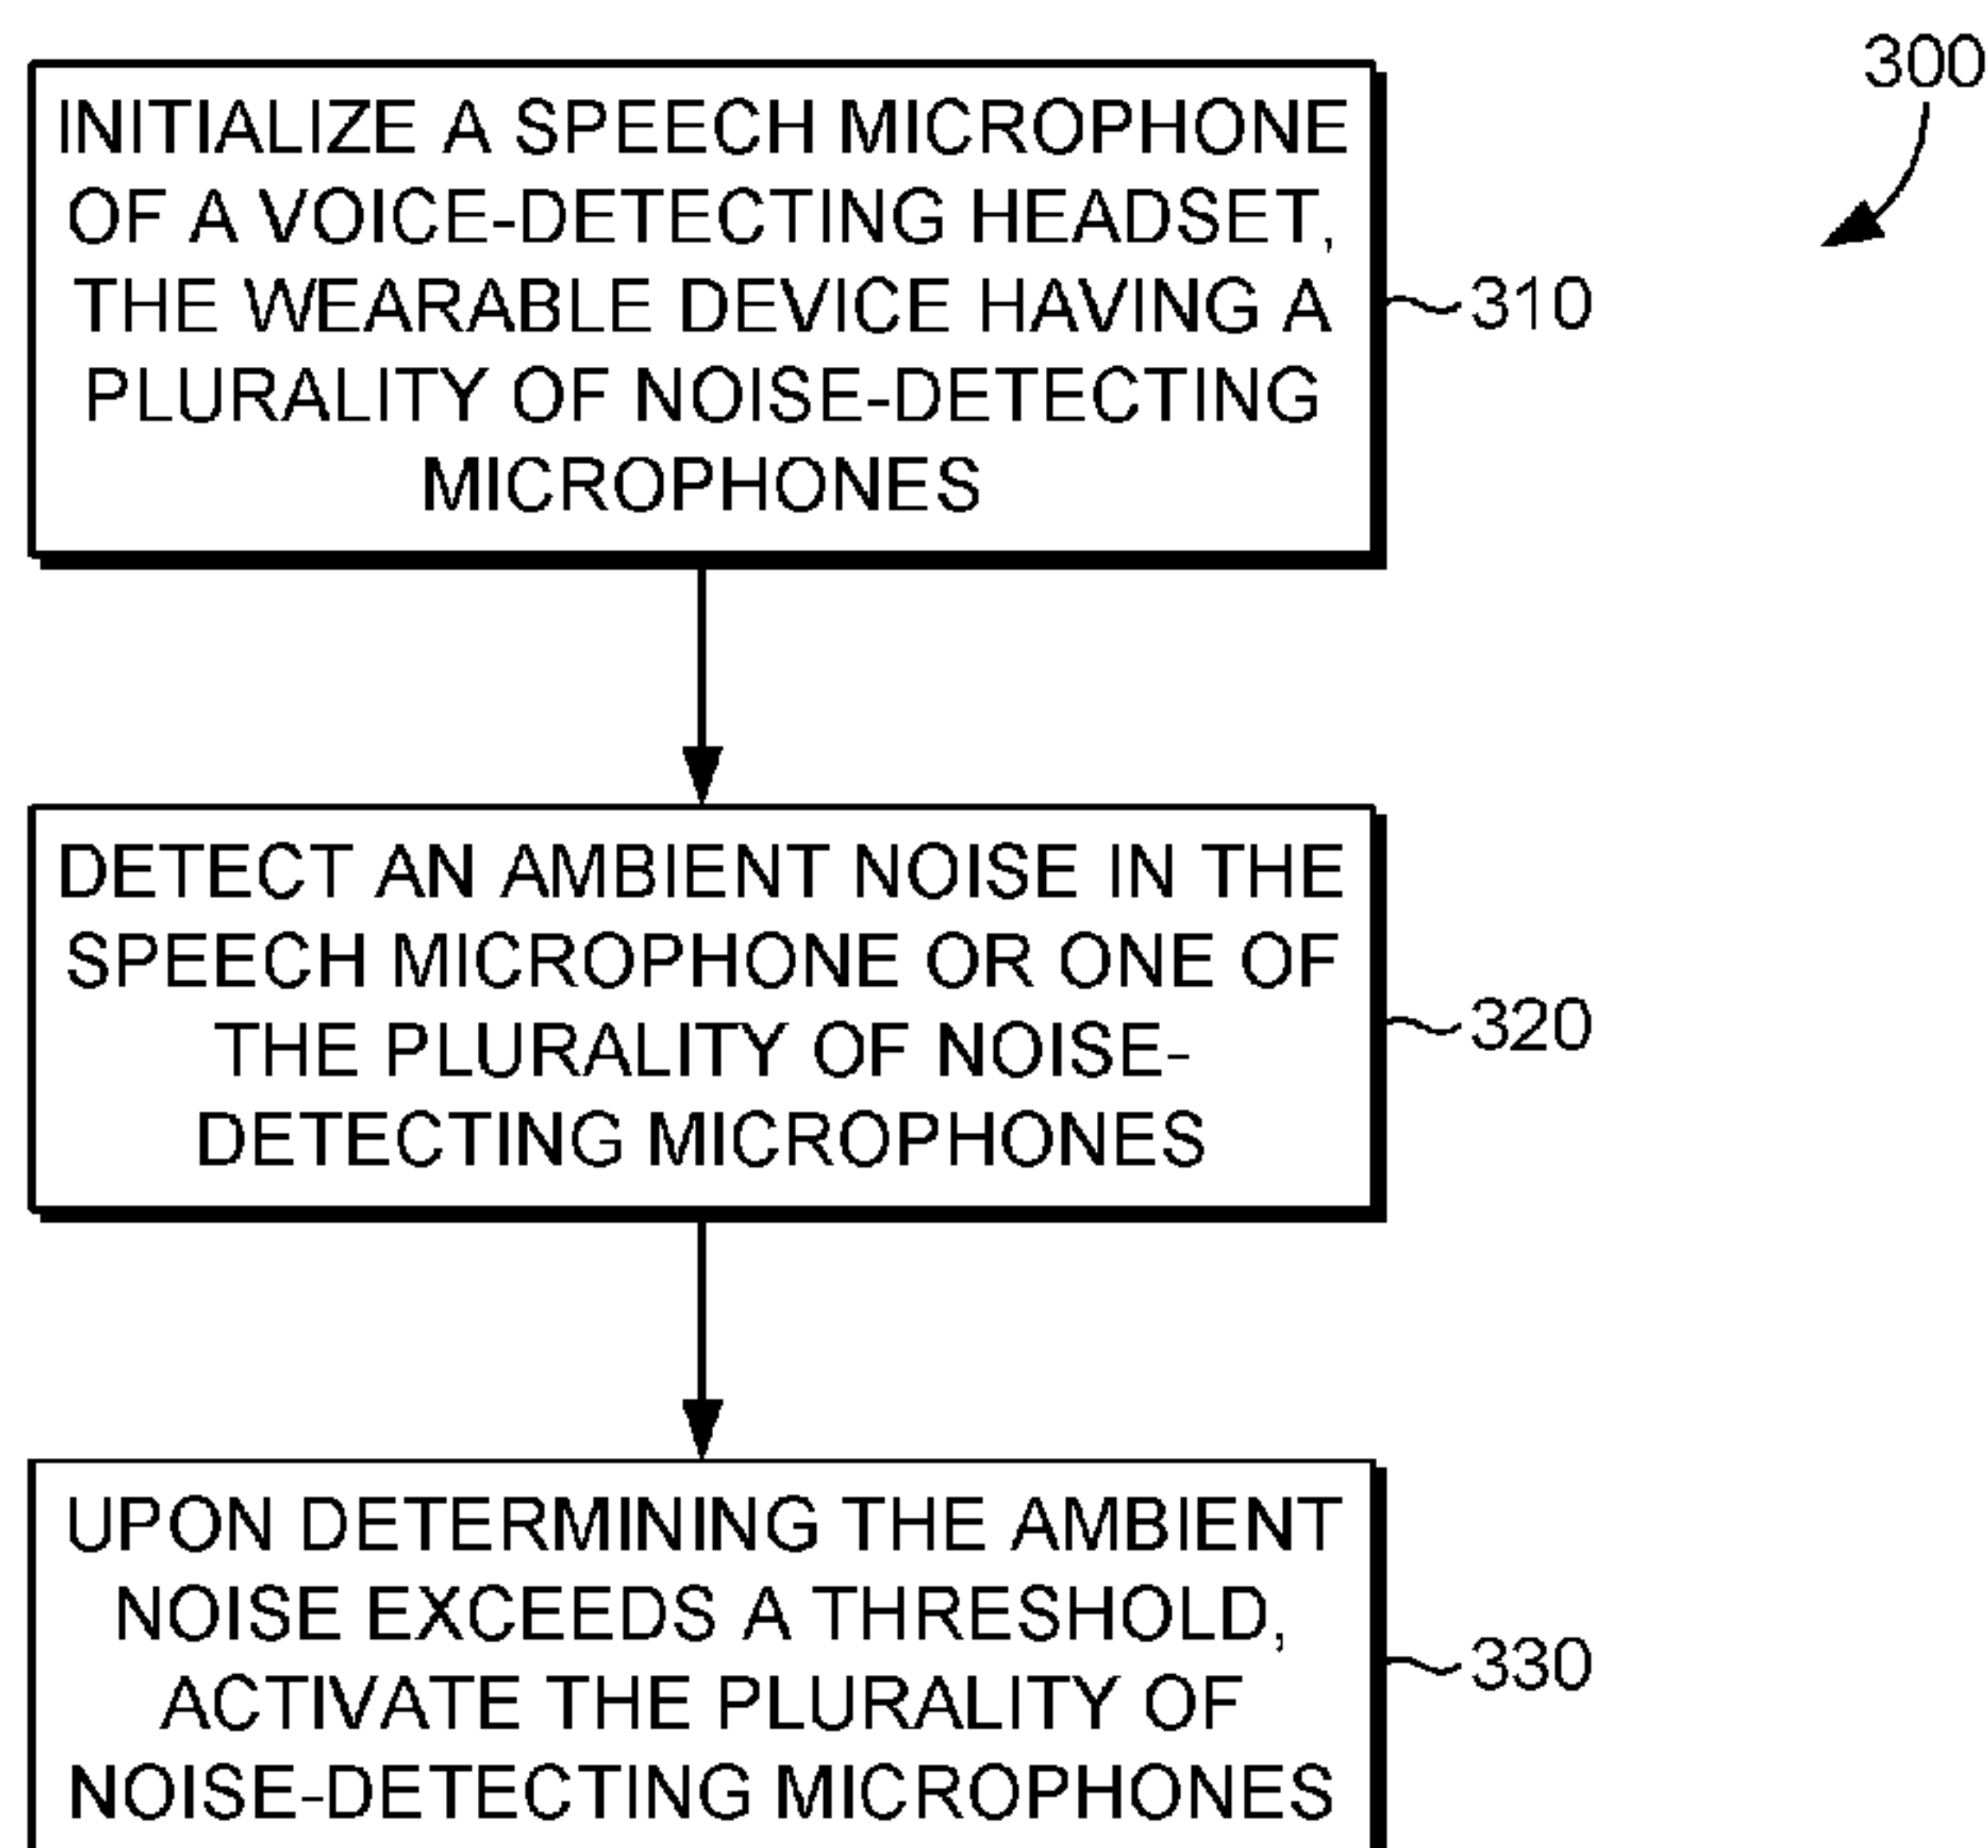 300
INITIALIZE A SPEECH MICROPHONE
OF A VOICE-DETECTING HEADSET,
THE WEARABLE DEVICE HAVING A
PLURALITY OF NOISE-DETECTING
MICROPHONES
310
DETECT AN AMBIENT NOISE IN THE
SPEECH MICROPHONE OR ONE OF
THE PLURALITY OF NOISE-
DETECTING MICROPHONES
320
UPON DETERMINING THE AMBIENT
NOISE EXCEEDS A THRESHOLD,
ACTIVATE THE PLURALITY OF
NOISE-DETECTING MICROPHONES
330